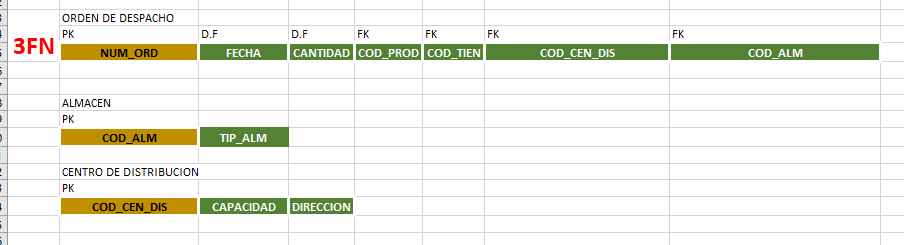 ORDEN DE DESPACHO
PK D.F D.F FK FK FK FK
3FN NUM_ORD FECHA CANTIDAD COD_PROD COD_TIEN COD_CEN_DIS COD_ALM
ALMACEN
PK
COD_ALM TIP_ALM
CENTRO DE DISTRIBUCION
PK
COD_CEN_DIS CAPACIDAD DIRECCION